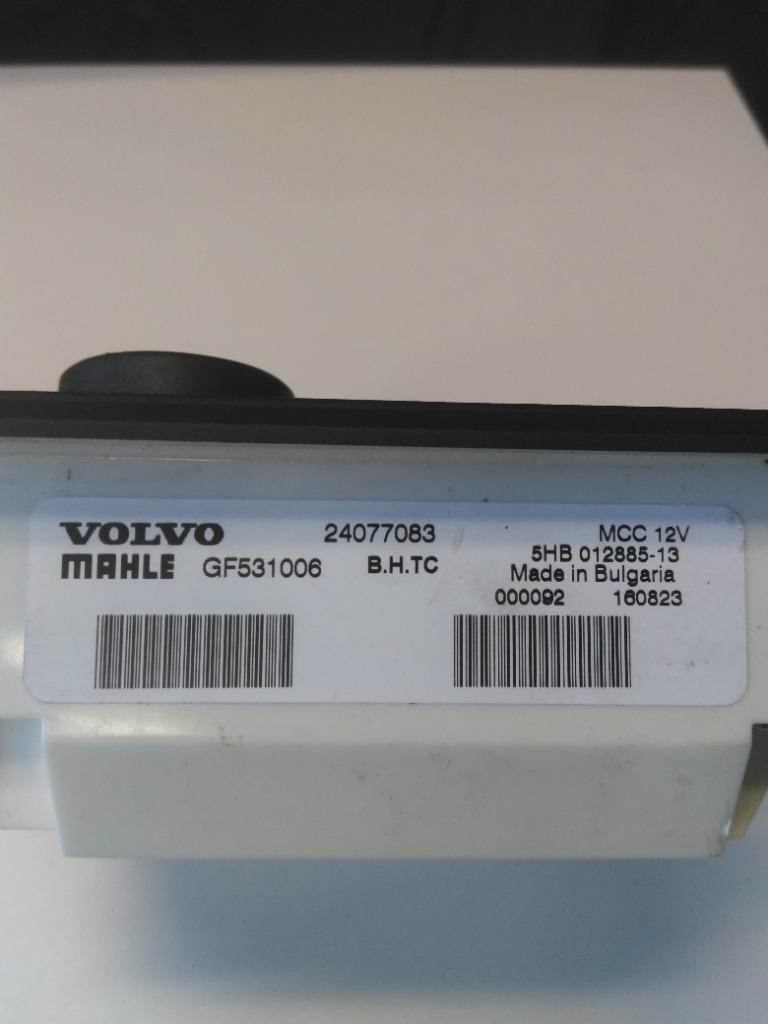 VOLVO 24077083 MCC 12V
5HB 012885-13
MAHLE GF531006 B.H.TC
Made in Bulgaria
000092 160823